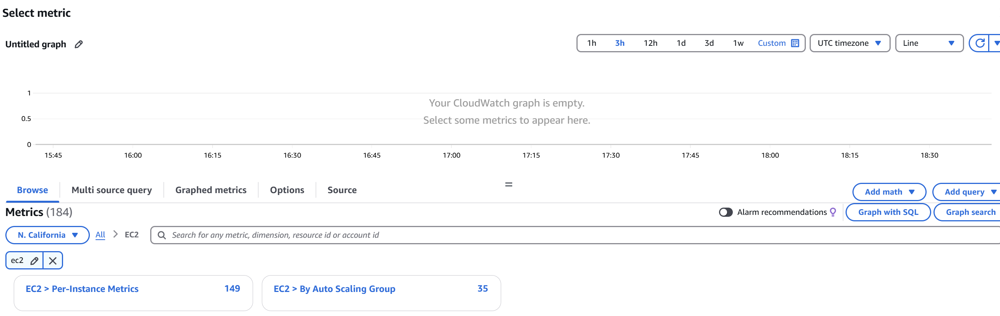 Select metric
Untitled graph
1h 3h 12h 1d 3d 1w Custom UTC timezone Line
1
Your CloudWatch graph is empty.
0.5
Select some metrics to appear here.
0
15:45 16:00 16:15 16:30 16:45 17:00 17:15 17:30 17:45 18:00 18:15 18:30
Browse Multi source query Graphed metrics Options Source Add math Add query
Metrics (184) Alarm recommendations Graph with SQL Graph search
N. California All > EC2 Search for any metric, dimension, resource id or account id
ec2
EC2 > Per-Instance Metrics 149 EC2 > By Auto Scaling Group 35